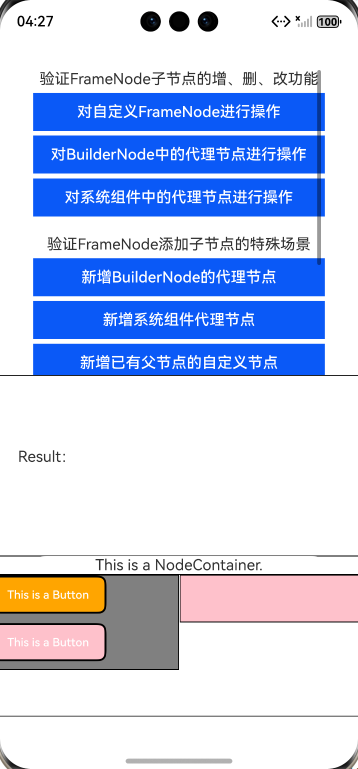 04:27
100
验证FrameNode子节点的增、删、改功能
对自定义FrameNode进行操作
对BuilderNode中的代理节点进行操作
对系统组件中的代理节点进行操作
验证FrameNode添加子节点的特殊场景
新增BuilderNode的代理节点
新增系统组件代理节点
新增已有父节点的自定义节点
Result:
This is a NodeContainer.
This is a Button
This is a Button